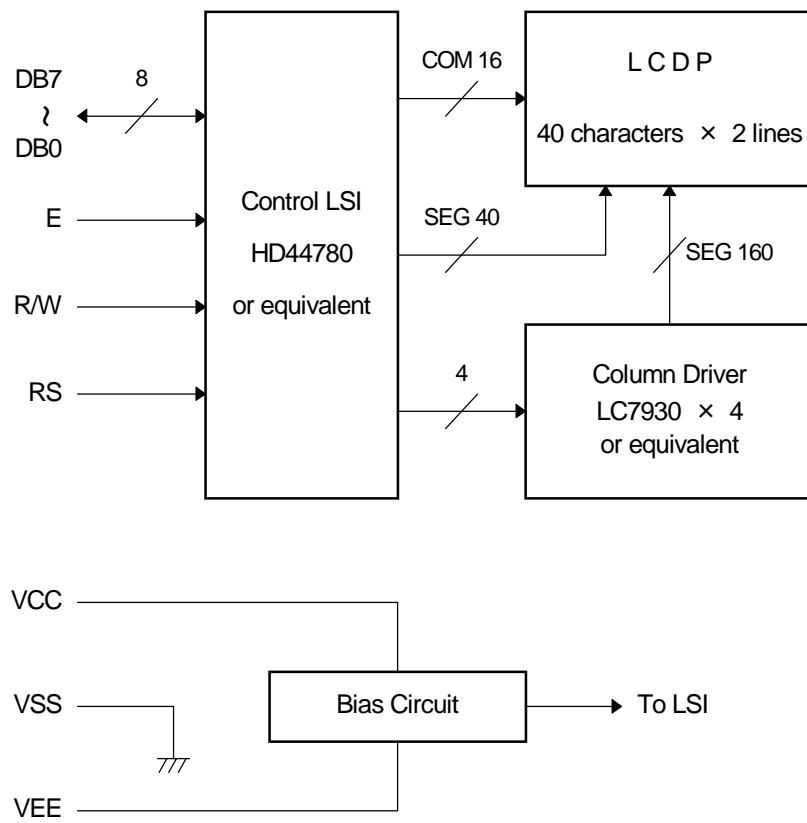 DB7
~
DB0
8
E
R/W
RS
Control LSI
HD44780
or equivalent
COM 16
SEG 40
4
L C D P
40 characters × 2 lines
SEG 160
Column Driver
LC7930 × 4
or equivalent
VCC
VSS
VEE
Bias Circuit
To LSI